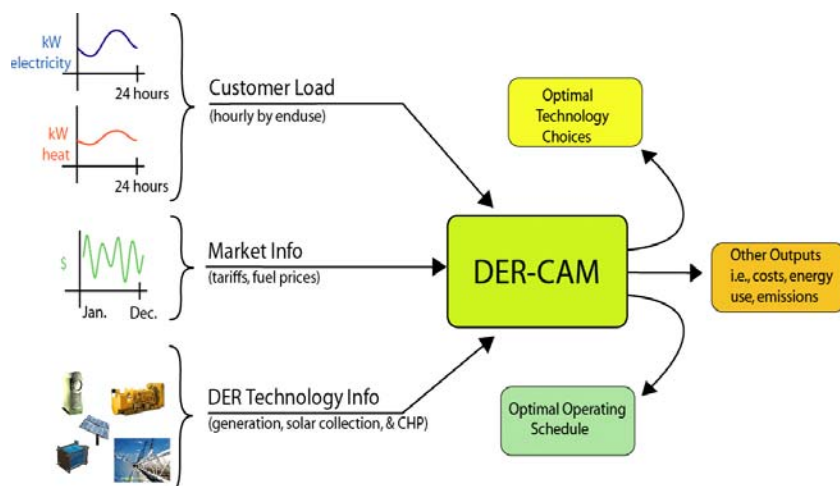 kW
electricity
24 hours
kW
heat
24 hours
Customer Load
(hourly by enduse)
$
Jan.
Dec.
Market Info
(tariffs, fuel prices)
DER Technology Info
(generation, solar collection, & CHP)
DER-CAM
Optimal
Technology
Choices
Other Outputs
i.e., costs, energy
use, emissions
Optimal Operating
Schedule